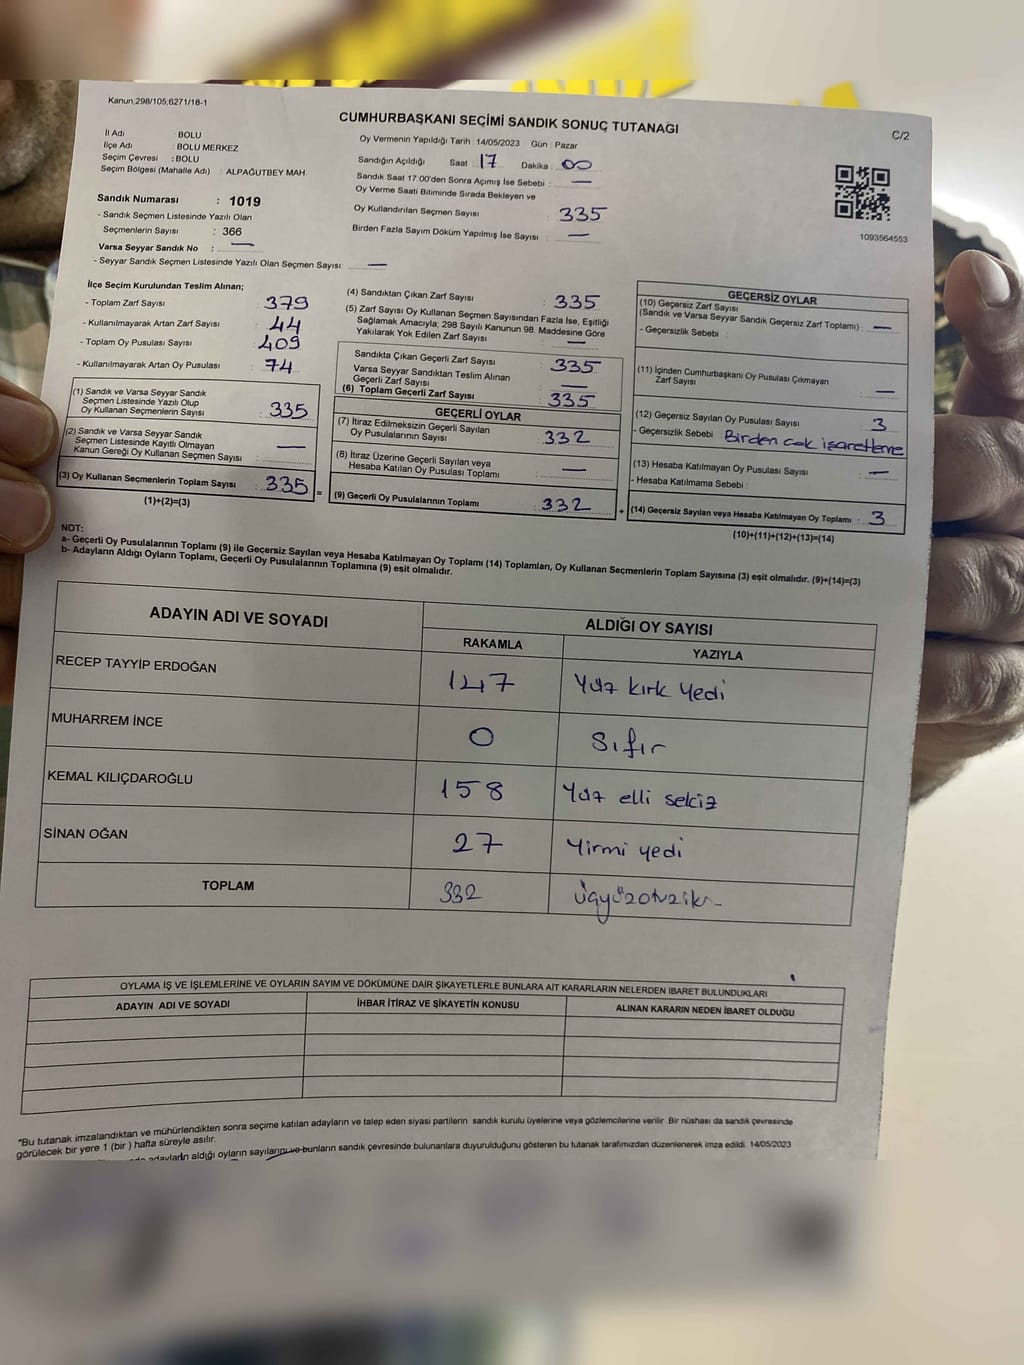 Kanun;298/105;6271/18-1
CUMHURBAŞKANI SEÇİMİ SANDIK SONUÇ TUTANAĞI
C/2
İl Adı : BOLU
İlçe Adı : BOLU MERKEZ
Seçim Çevresi : BOLU
Seçim Bölgesi (Mahalle Adı) : ALPAĞUTBEY MAH.
Sandık Numarası : 1019
- Sandık Seçmen Listesinde Yazılı Olan
Seçmenlerin Sayısı : 366
Varsa Seyyar Sandık No : —
- Seyyar Sandık Seçmen Listesinde Yazılı Olan Seçmen Sayısı: —
Oy Vermenin Yapıldığı Tarih : 14/05/2023 Gün : Pazar
Sandığın Açıldığı Saat : 17 Dakika : 00
Sandık Saat 17:00'den Sonra Açımış İse Sebebi : —
Oy Verme Saati Bitiminde Sırada Bekleyen ve
Oy Kullandırılan Seçmen Sayısı : 335
Birden Fazla Sayım Döküm Yapılmış İse Sayısı : —
1093564553
İlçe Seçim Kurulundan Teslim Alınan;
- Toplam Zarf Sayısı : 379
- Kullanılmayarak Artan Zarf Sayısı : 44
- Toplam Oy Pusulası Sayısı : 409
- Kullanılmayarak Artan Oy Pusulası : 74
(1) Sandık ve Varsa Seyyar Sandık
Seçmen Listesinde Yazılı Olup
Oy Kullanan Seçmenlerin Sayısı : 335
(2) Sandık ve Varsa Seyyar Sandık
Seçmen Listesinde Kayıtlı Olmayan
Kanun Gereği Oy Kullanan Seçmen Sayısı : —
(3) Oy Kullanan Seçmenlerin Toplam Sayısı : 335 =
(1)+(2)=(3)
(4) Sandıktan Çıkan Zarf Sayısı : 335
(5) Zarf Sayısı Oy Kullanan Seçmen Sayısından Fazla İse, Eşitliği
Sağlamak Amacıyla, 298 Sayılı Kanunun 98. Maddesine Göre
Yakılarak Yok Edilen Zarf Sayısı : —
Sandıkta Çıkan Geçerli Zarf Sayısı : 335
Varsa Seyyar Sandıktan Teslim Alınan
Geçerli Zarf Sayısı : —
(6) Toplam Geçerli Zarf Sayısı : 335
GEÇERLİ OYLAR
(7) İtiraz Edilmeksizin Geçerli Sayılan
Oy Pusulalarının Sayısı : 332
(8) İtiraz Üzerine Geçerli Sayılan veya
Hesaba Katılan Oy Pusulası Toplamı : —
(9) Geçerli Oy Pusulalarının Toplamı : 332 +
GEÇERSİZ OYLAR
(10) Geçersiz Zarf Sayısı
(Sandık ve Varsa Seyyar Sandık Geçersiz Zarf Toplamı) : —
- Geçersizlik Sebebi :
(11) İçinden Cumhurbaşkanı Oy Pusulası Çıkmayan
Zarf Sayısı : —
(12) Geçersiz Sayılan Oy Pusulası Sayısı : 3
- Geçersizlik Sebebi : Birden çok işaretleme
(13) Hesaba Katılmayan Oy Pusulası Sayısı : —
- Hesaba Katılmama Sebebi :
(14) Geçersiz Sayılan veya Hesaba Katılmayan Oy Toplamı : 3
(10)+(11)+(12)+(13)=(14)
NOT:
a- Geçerli Oy Pusulalarının Toplamı (9) ile Geçersiz Sayılan veya Hesaba Katılmayan Oy Toplamı (14) Toplamları, Oy Kullanan Seçmenlerin Toplam Sayısına (3) eşit olmalıdır. (9)+(14)=(3)
b- Adayların Aldığı Oyların Toplamı, Geçerli Oy Pusulalarının Toplamına (9) eşit olmalıdır.
ADAYIN ADI VE SOYADI
ALDIĞI OY SAYISI
RAKAMLA YAZIYLA
RECEP TAYYİP ERDOĞAN 147 Yüz kırk yedi
MUHARREM İNCE 0 Sıfır
KEMAL KILIÇDAROĞLU 158 Yüz elli sekiz
SİNAN OĞAN 27 Yirmi yedi
TOPLAM 332 Üçyüzotuziki
OYLAMA İŞ VE İŞLEMLERİNE VE OYLARIN SAYIM VE DÖKÜMÜNE DAİR ŞİKAYETLERLE BUNLARA AİT KARARLARIN NELERDEN İBARET BULUNDUKLARI
ADAYIN ADI VE SOYADI İHBAR İTİRAZ VE ŞİKAYETİN KONUSU ALINAN KARARIN NEDEN İBARET OLDUĞU
*Bu tutanak imzalandıktan ve mühürlendikten sonra seçime katılan adayların ve talep eden siyasi partilerin sandık kurulu üyelerine veya gözlemcilerine verilir. Bir nüshası da sandık çevresinde
görülecek bir yere 1 (bir ) hafta süreyle asılır.
adayların aldığı oyların sayılarını ve bunların sandık çevresinde bulunanlara duyurulduğunu gösteren bu tutanak tarafımızdan düzenlenerek imza edildi. 14/05/2023